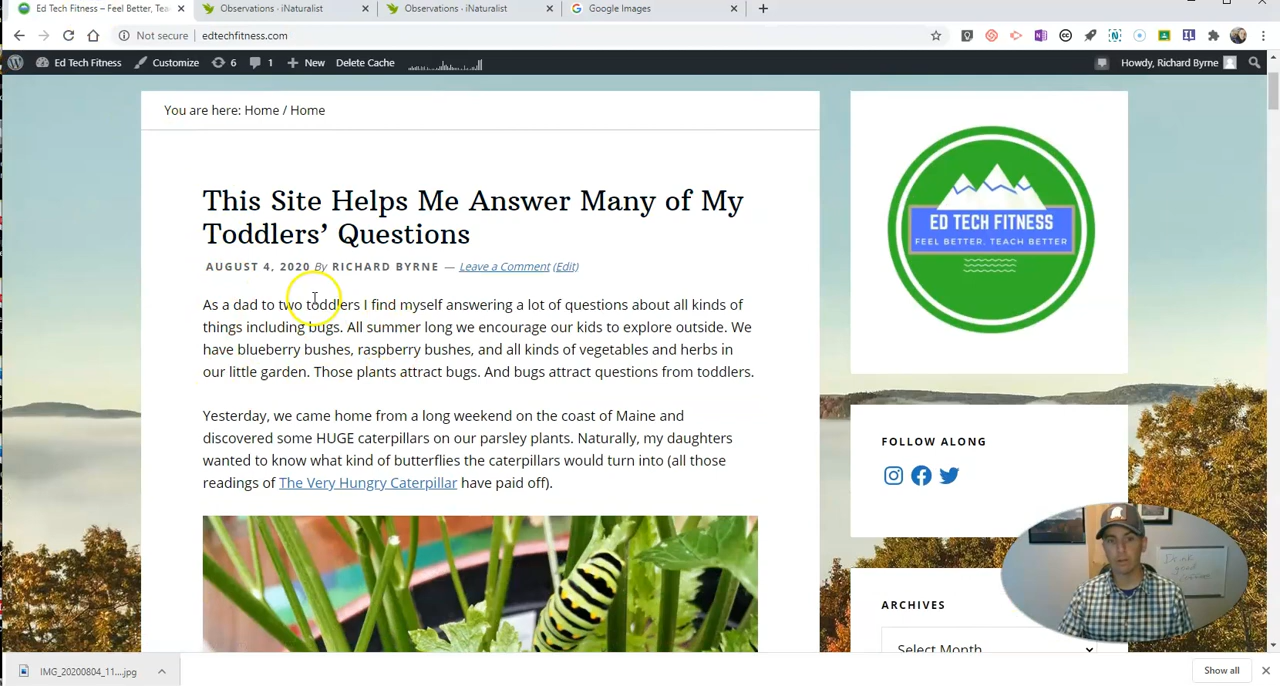 Ed Tech Fitness – Feel Better, Tea
Observations · iNaturalist
Observations · iNaturalist
Google Images
Not secure
edtechfitness.com
Ed Tech Fitness
Customize
6
1
New
Delete Cache
Howdy, Richard Byrne
You are here: Home / Home
This Site Helps Me Answer Many of My
Toddlers’ Questions
AUGUST 4, 2020 By RICHARD BYRNE — Leave a Comment (Edit)
As a dad to two toddlers I find myself answering a lot of questions about all kinds of
things including bugs. All summer long we encourage our kids to explore outside. We
have blueberry bushes, raspberry bushes, and all kinds of vegetables and herbs in
our little garden. Those plants attract bugs. And bugs attract questions from toddlers.
Yesterday, we came home from a long weekend on the coast of Maine and
discovered some HUGE caterpillars on our parsley plants. Naturally, my daughters
wanted to know what kind of butterflies the caterpillars would turn into (all those
readings of The Very Hungry Caterpillar have paid off).
ED TECH FITNESS
FEEL BETTER. TEACH BETTER
FOLLOW ALONG
ARCHIVES
Select Month
IMG_20200804_11....jpg
Show all